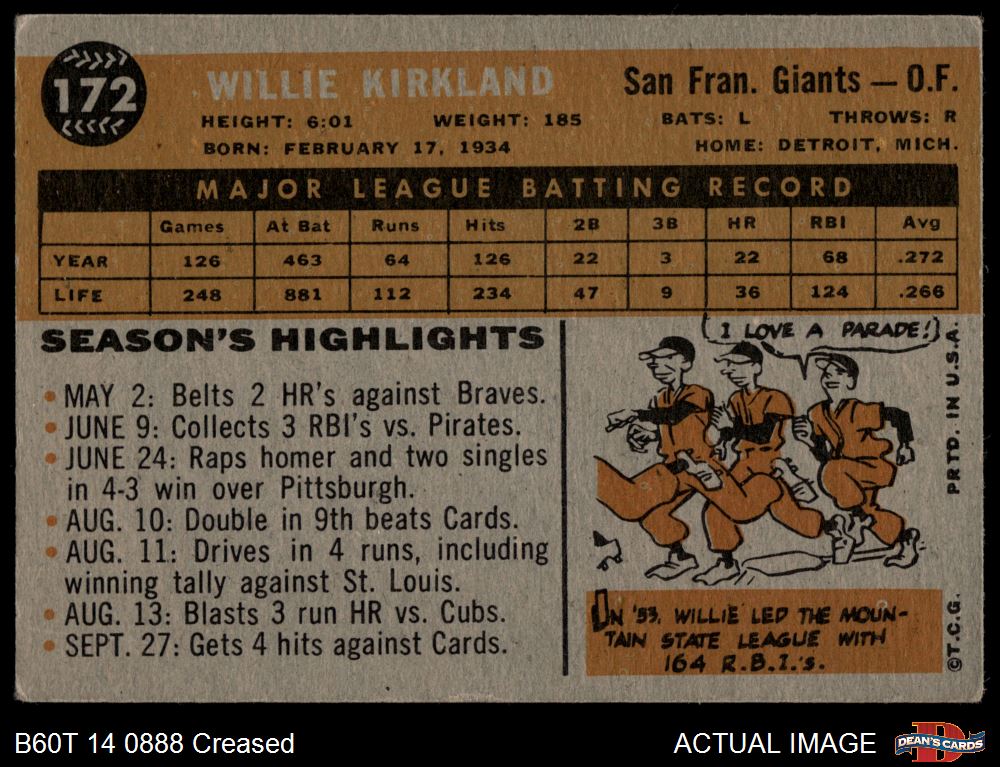 172
WILLIE KIRKLAND
San Fran. Giants — O.F.
HEIGHT: 6:01 WEIGHT: 185 BATS: L THROWS: R
BORN: FEBRUARY 17, 1934 HOME: DETROIT, MICH.
MAJOR LEAGUE BATTING RECORD
Games At Bat Runs Hits 2B 3B HR RBI Avg
YEAR 126 463 64 126 22 3 22 68 .272
LIFE 248 881 112 234 47 9 36 124 .266
SEASON'S HIGHLIGHTS
• MAY 2: Belts 2 HR's against Braves.
• JUNE 9: Collects 3 RBI's vs. Pirates.
• JUNE 24: Raps homer and two singles
in 4-3 win over Pittsburgh.
• AUG. 10: Double in 9th beats Cards.
• AUG. 11: Drives in 4 runs, including
winning tally against St. Louis.
• AUG. 13: Blasts 3 run HR vs. Cubs.
• SEPT. 27: Gets 4 hits against Cards.
I LOVE A PARADE!
IN '53, WILLIE LED THE MOUN-
TAIN STATE LEAGUE WITH
164 R.B.I.'s.
©T.C.G. PRTD. IN U.S.A.
B60T 14 0888 Creased
ACTUAL IMAGE
DEAN'S CARDS